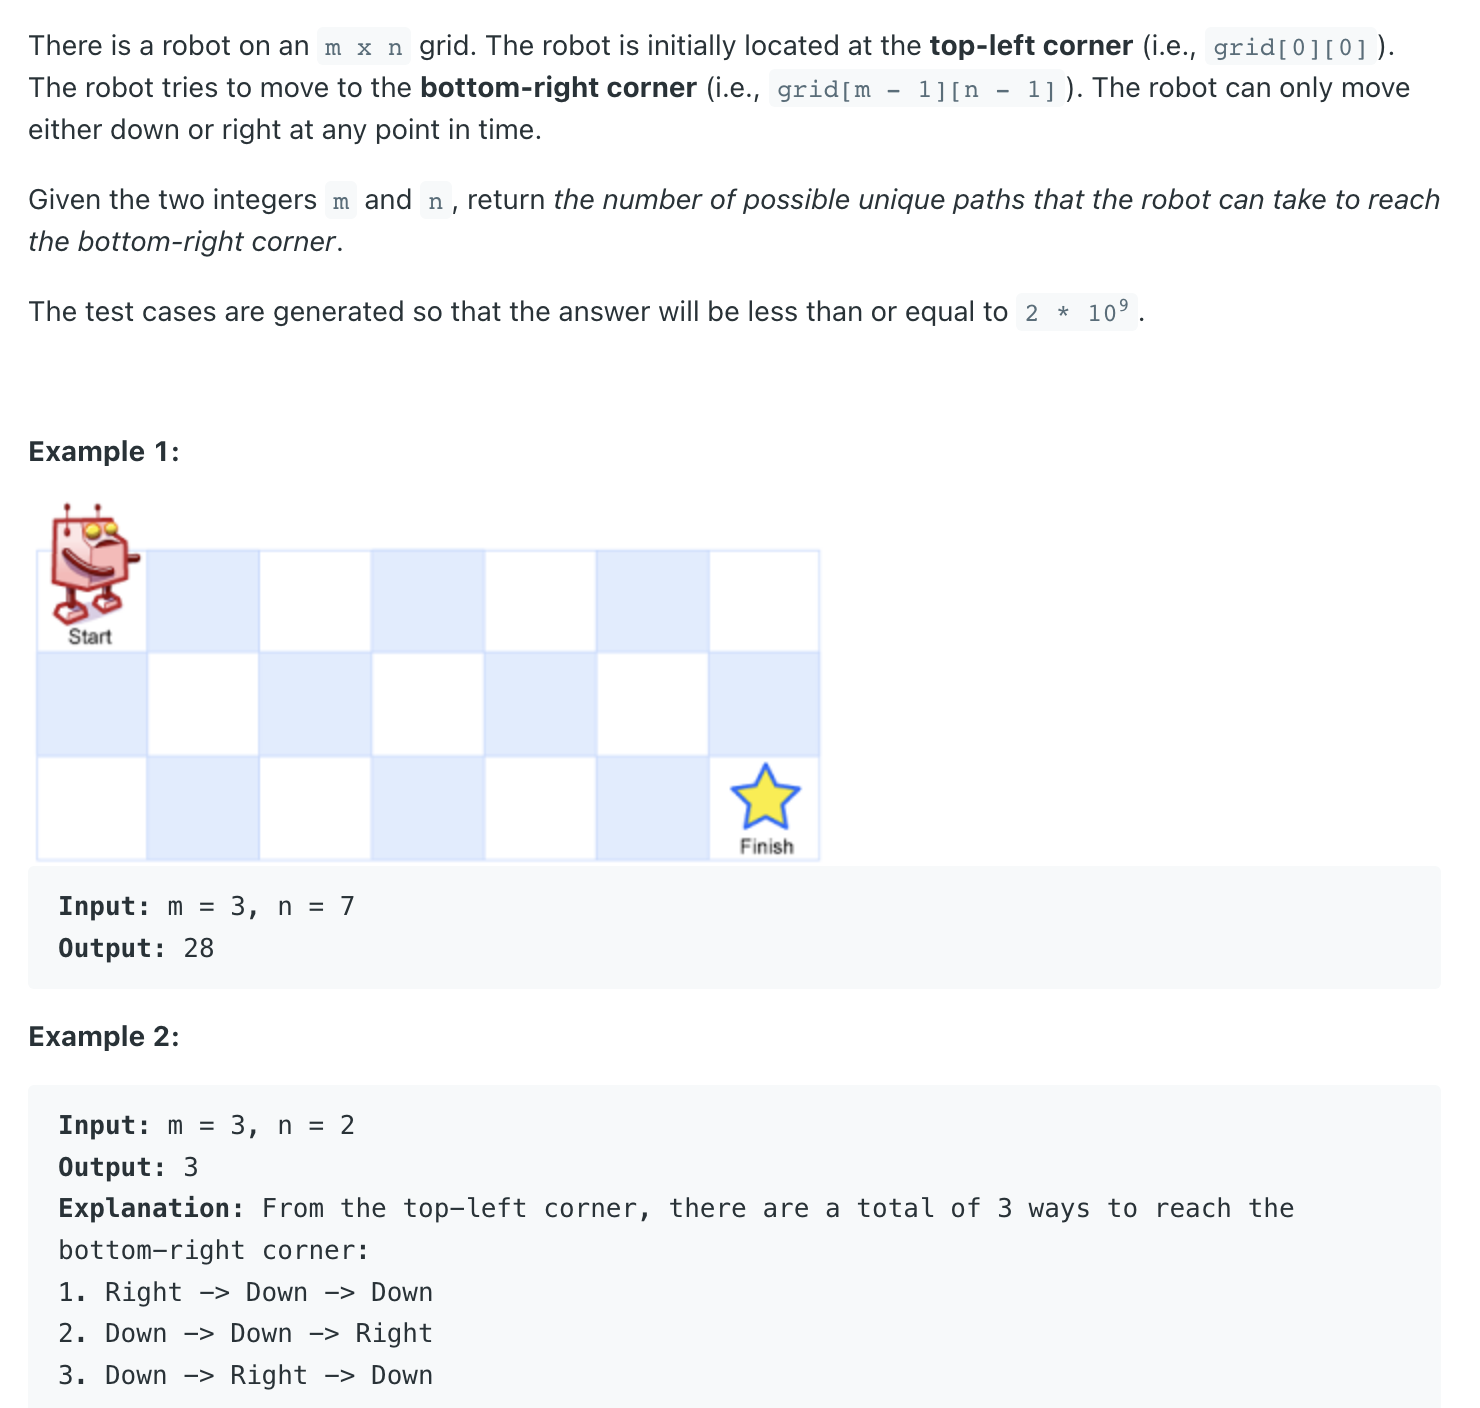 There is a robot on an m x n grid. The robot is initially located at the top-left corner (i.e., grid[0][0]).
The robot tries to move to the bottom-right corner (i.e., grid[m - 1][n - 1]). The robot can only move
either down or right at any point in time.
Given the two integers m and n, return the number of possible unique paths that the robot can take to reach
the bottom-right corner.
The test cases are generated so that the answer will be less than or equal to 2 * 10⁹.
Example 1:
Start
Finish
Input: m = 3, n = 7
Output: 28
Example 2:
Input: m = 3, n = 2
Output: 3
Explanation: From the top-left corner, there are a total of 3 ways to reach the
bottom-right corner:
1. Right -> Down -> Down
2. Down -> Down -> Right
3. Down -> Right -> Down